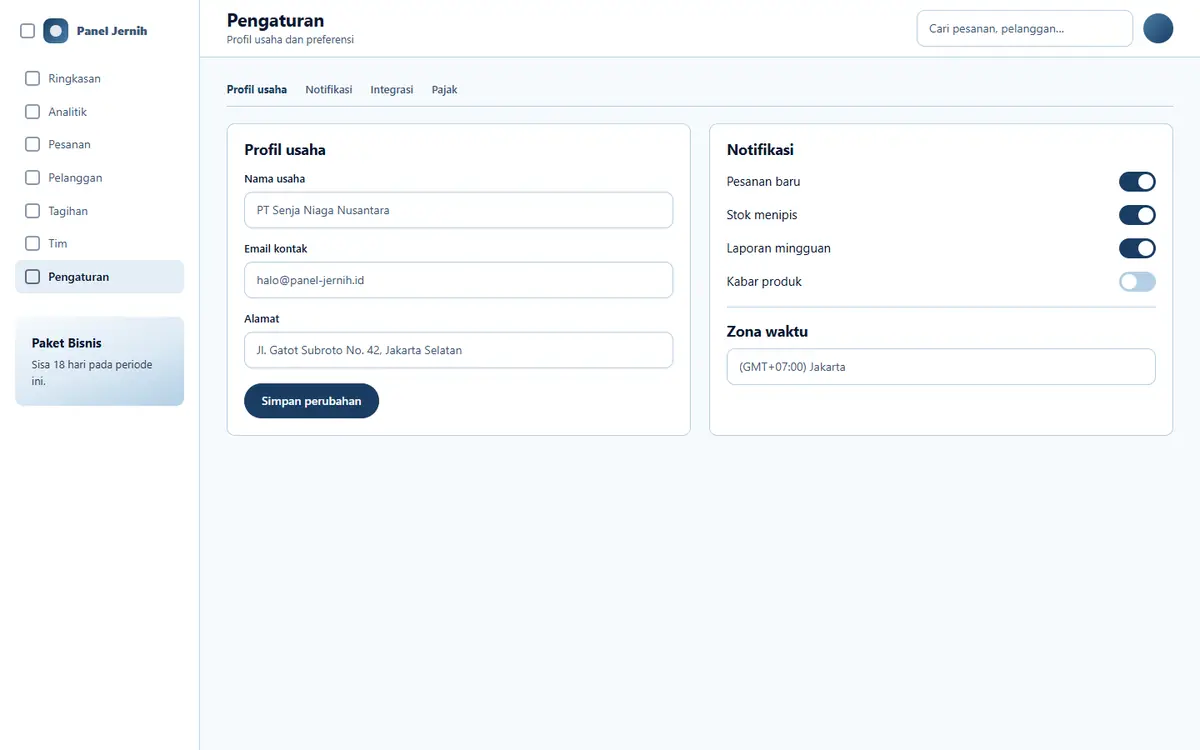 Panel Jernih
Ringkasan
Analitik
Pesanan
Pelanggan
Tagihan
Tim
Pengaturan
Paket Bisnis
Sisa 18 hari pada periode
ini.
Pengaturan
Profil usaha dan preferensi
Cari pesanan, pelanggan...
Profil usaha
Notifikasi
Integrasi
Pajak
Profil usaha
Nama usaha
PT Senja Niaga Nusantara
Email kontak
halo@panel-jernih.id
Alamat
Jl. Gatot Subroto No. 42, Jakarta Selatan
Simpan perubahan
Notifikasi
Pesanan baru
Stok menipis
Laporan mingguan
Kabar produk
Zona waktu
(GMT+07:00) Jakarta